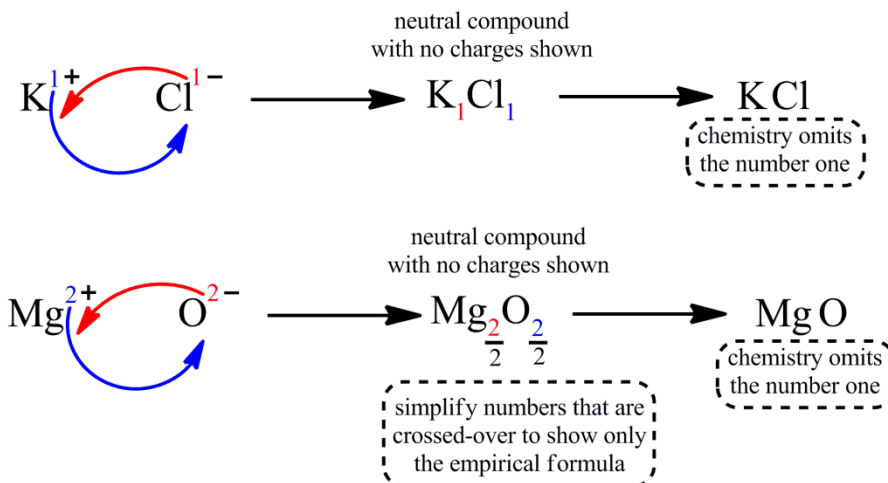 neutral compound
with no charges shown
K¹⁺ Cl¹⁻ K₁Cl₁ KCl
chemistry omits
the number one
neutral compound
with no charges shown
Mg²⁺ O²⁻ Mg₂/₂O₂/₂ MgO
chemistry omits
the number one
simplify numbers that are
crossed-over to show only
the empirical formula